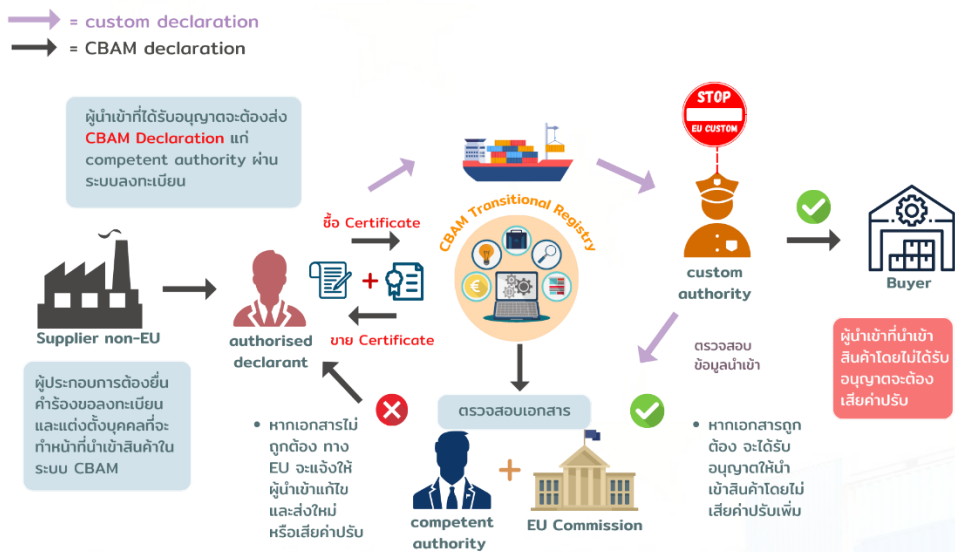 = custom declaration
= CBAM declaration
ผู้นำเข้าที่ได้รับอนุญาตจะต้องส่ง
CBAM Declaration แก่
competent authority ผ่าน
ระบบลงทะเบียน
STOP
EU CUSTOM
ซื้อ Certificate
CBAM Transitional Registry
Supplier non-EU
authorised
declarant
ขาย Certificate
custom
authority
Buyer
ผู้ประกอบการต้องยื่น
คำร้องขอลงทะเบียน
และแต่งตั้งบุคคลที่จะ
ทำหน้าที่นำเข้าสินค้าใน
ระบบ CBAM
• หากเอกสารไม่
ถูกต้อง ทาง
EU จะแจ้งให้
ผู้นำเข้าแก้ไข
และส่งใหม่
หรือเสียค่าปรับ
ตรวจสอบเอกสาร
competent
authority
EU Commission
ตรวจสอบ
ข้อมูลนำเข้า
• หากเอกสารถูก
ต้อง จะได้รับ
อนุญาตให้นำ
เข้าสินค้าโดยไม่
เสียค่าปรับเพิ่ม
ผู้นำเข้าที่นำเข้า
สินค้าโดยไม่ได้รับ
อนุญาตจะต้อง
เสียค่าปรับ